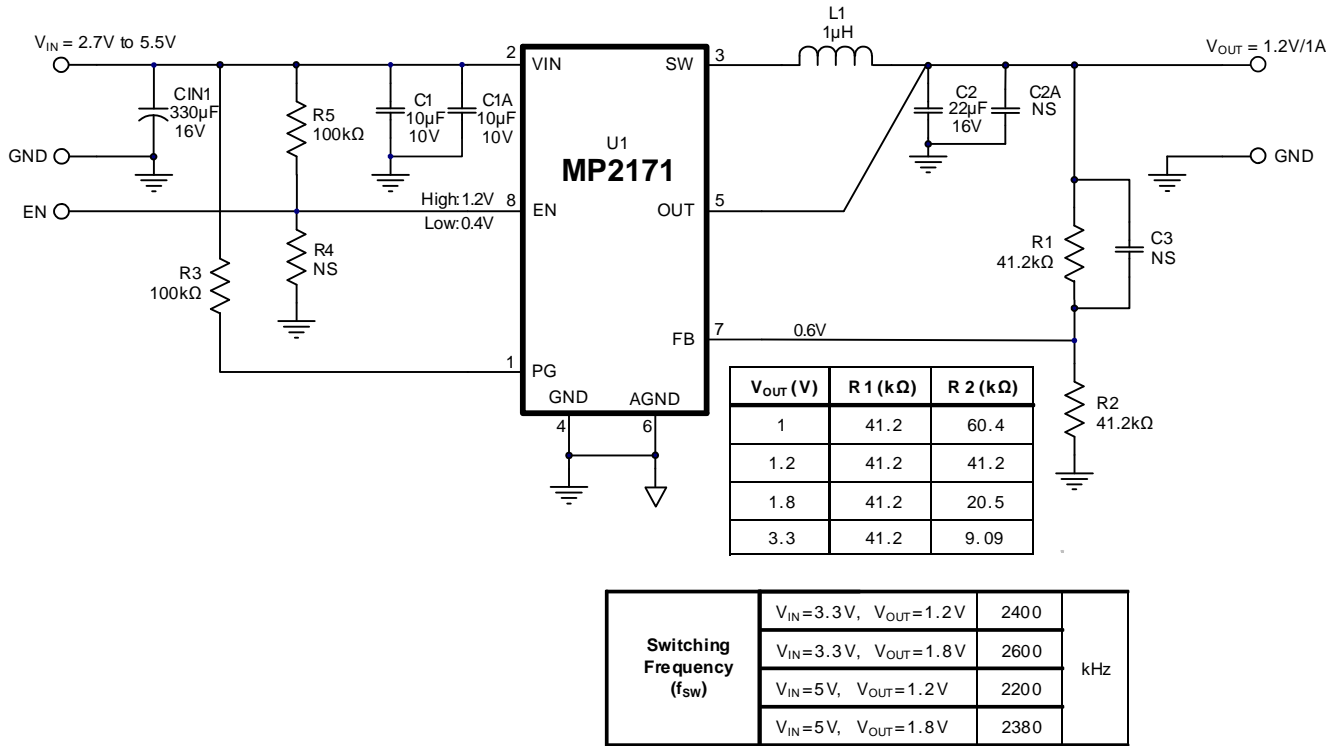 L1
1µH
V_IN = 2.7V to 5.5V
V_OUT = 1.2V/1A
2
VIN
SW
3
CIN1
330µF
16V
R5
100kΩ
C1
10µF
10V
C1A
10µF
10V
C2
22µF
16V
C2A
NS
U1
MP2171
GND
GND
EN
High:1.2V
Low:0.4V
8
EN
OUT
5
R4
NS
R3
100kΩ
R1
41.2kΩ
C3
NS
FB
7
0.6V
1
PG
GND
AGND
4
6
R2
41.2kΩ
V_OUT (V) R1(kΩ) R2(kΩ)
1 41.2 60.4
1.2 41.2 41.2
1.8 41.2 20.5
3.3 41.2 9.09
Switching
Frequency
(f_SW)
V_IN=3.3V, V_OUT=1.2V 2400
V_IN=3.3V, V_OUT=1.8V 2600
kHz
V_IN=5V, V_OUT=1.2V 2200
V_IN=5V, V_OUT=1.8V 2380